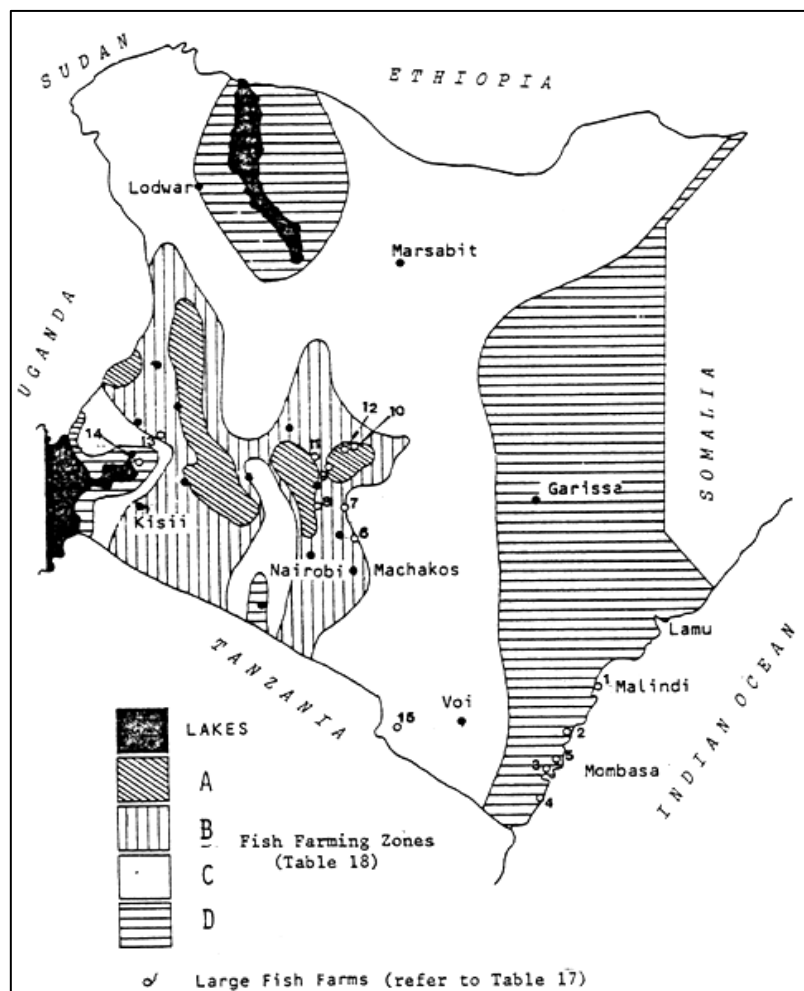 SUDAN
ETHIOPIA
Lodwar
Marsabit
UGANDA
SOMALIA
12
10
14
13
11
8
7
6
Kisii
Garissa
Nairobi
Machakos
Lamu
TANZANIA
1
Malindi
INDIAN OCEAN
15
Voi
2
5
3
Mombasa
4
LAKES
A
B
Fish Farming Zones
(Table 18)
C
D
Large Fish Farms (refer to Table 17)